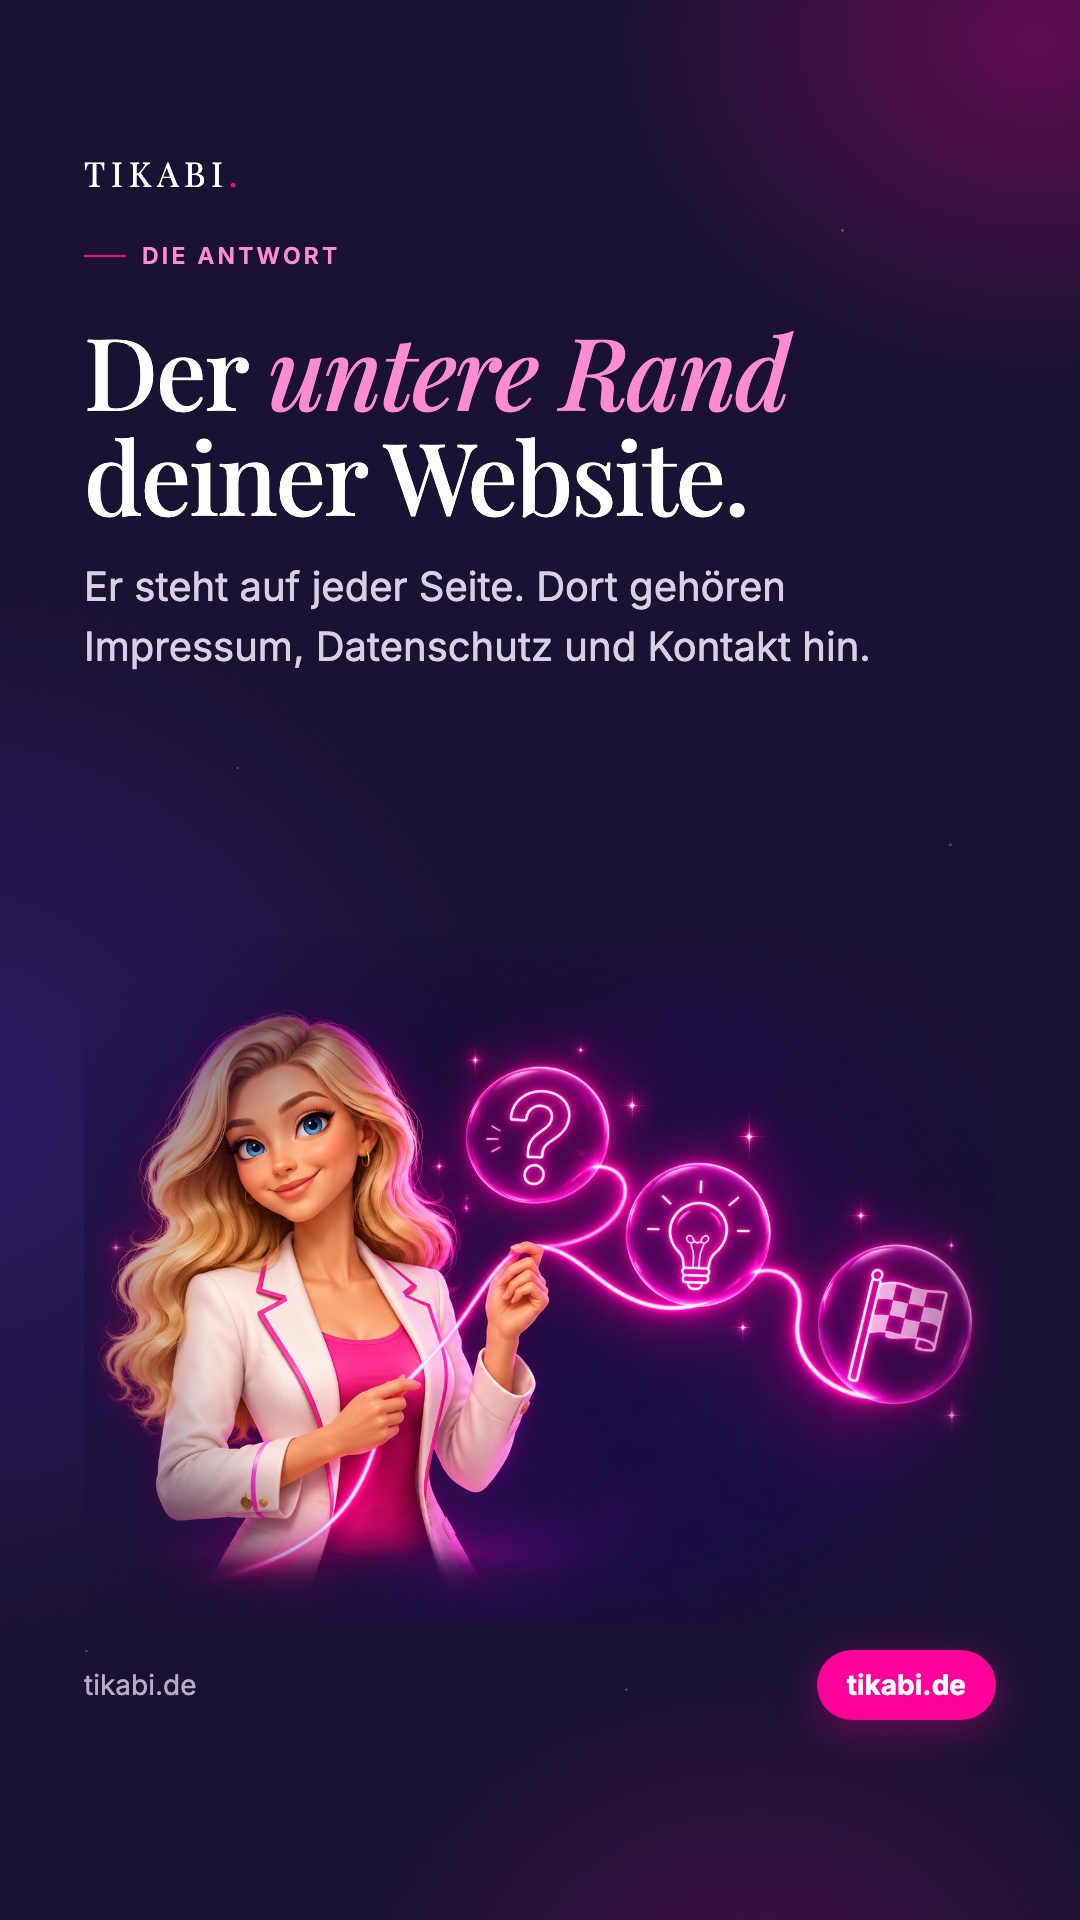 TIKABI.
DIE ANTWORT
Der untere Rand
deiner Website.
Er steht auf jeder Seite. Dort gehören
Impressum, Datenschutz und Kontakt hin.
?
tikabi.de
tikabi.de